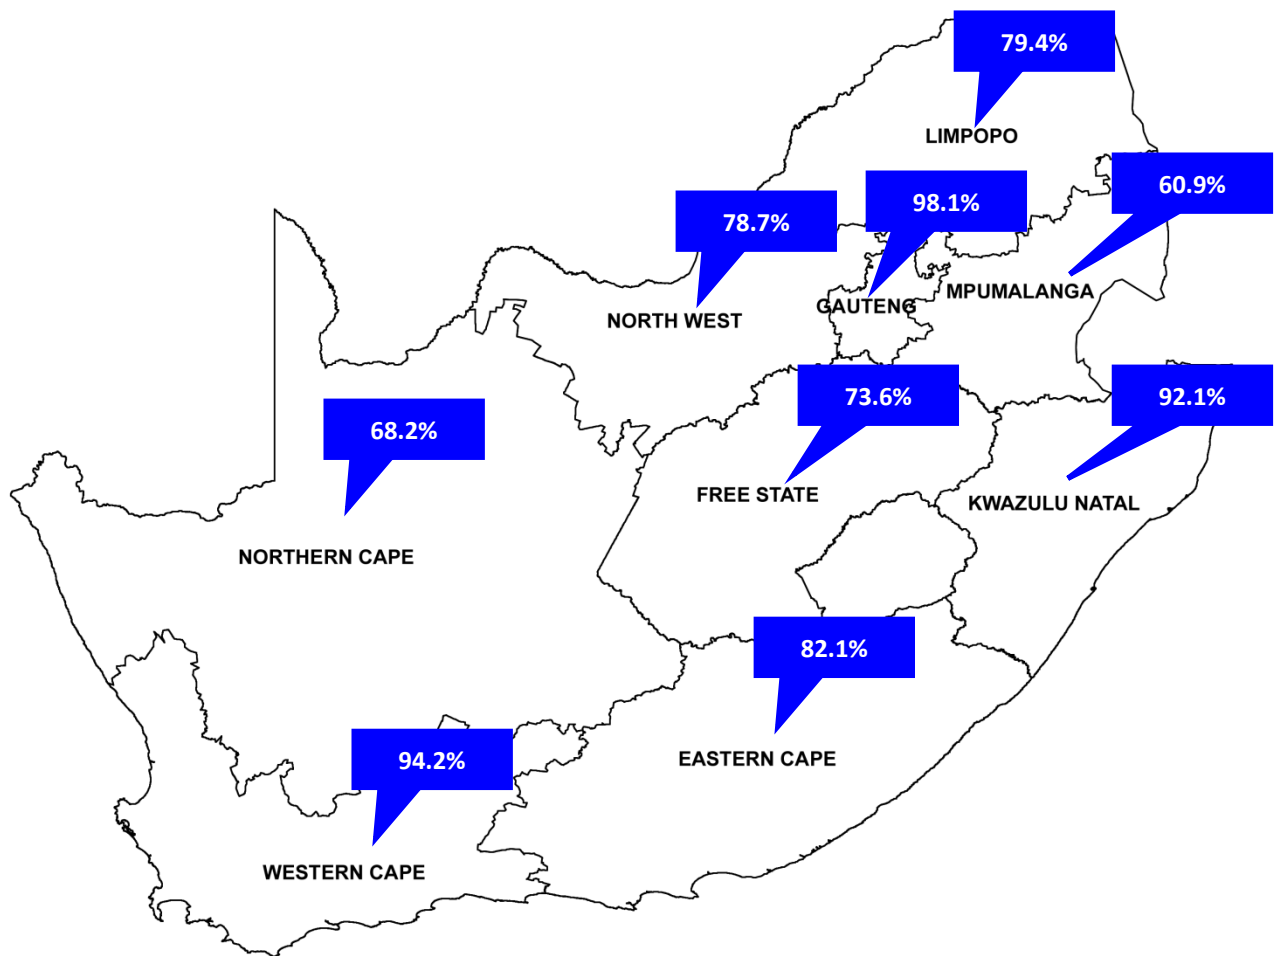 79.4%
LIMPOPO
60.9%
MPUMALANGA
98.1%
GAUTENG
78.7%
NORTH WEST
73.6%
FREE STATE
92.1%
KWAZULU NATAL
68.2%
NORTHERN CAPE
82.1%
EASTERN CAPE
94.2%
WESTERN CAPE